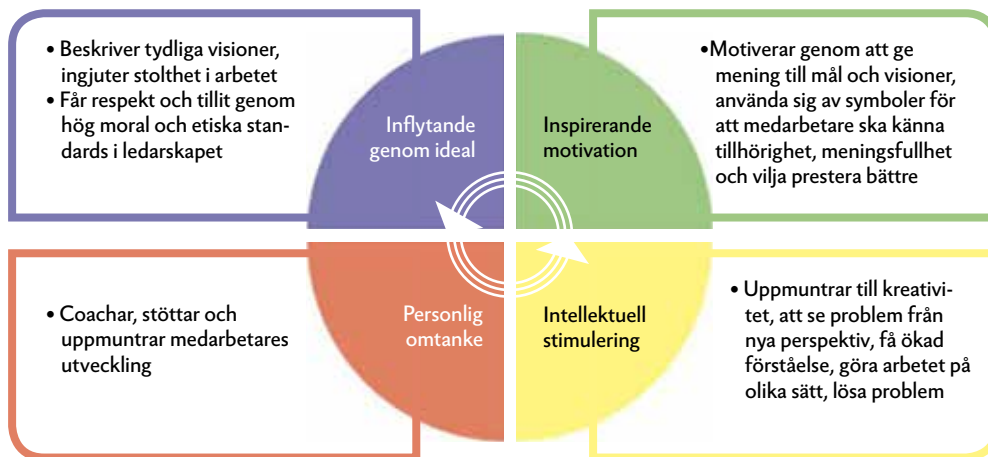 • Beskriver tydliga visioner,
ingjuter stolthet i arbetet
• Får respekt och tillit genom
hög moral och etiska stan-
dards i ledarskapet
Inflytande
genom ideal
Inspirerande
motivation
•Motiverar genom att ge
mening till mål och visioner,
använda sig av symboler för
att medarbetare ska känna
tillhörighet, meningsfullhet
och vilja prestera bättre
• Coachar, stöttar och
uppmuntrar medarbetares
utveckling
Personlig
omtanke
Intellektuell
stimulering
• Uppmuntrar till kreativi-
tet, att se problem från
nya perspektiv, få ökad
förståelse, göra arbetet på
olika sätt, lösa problem